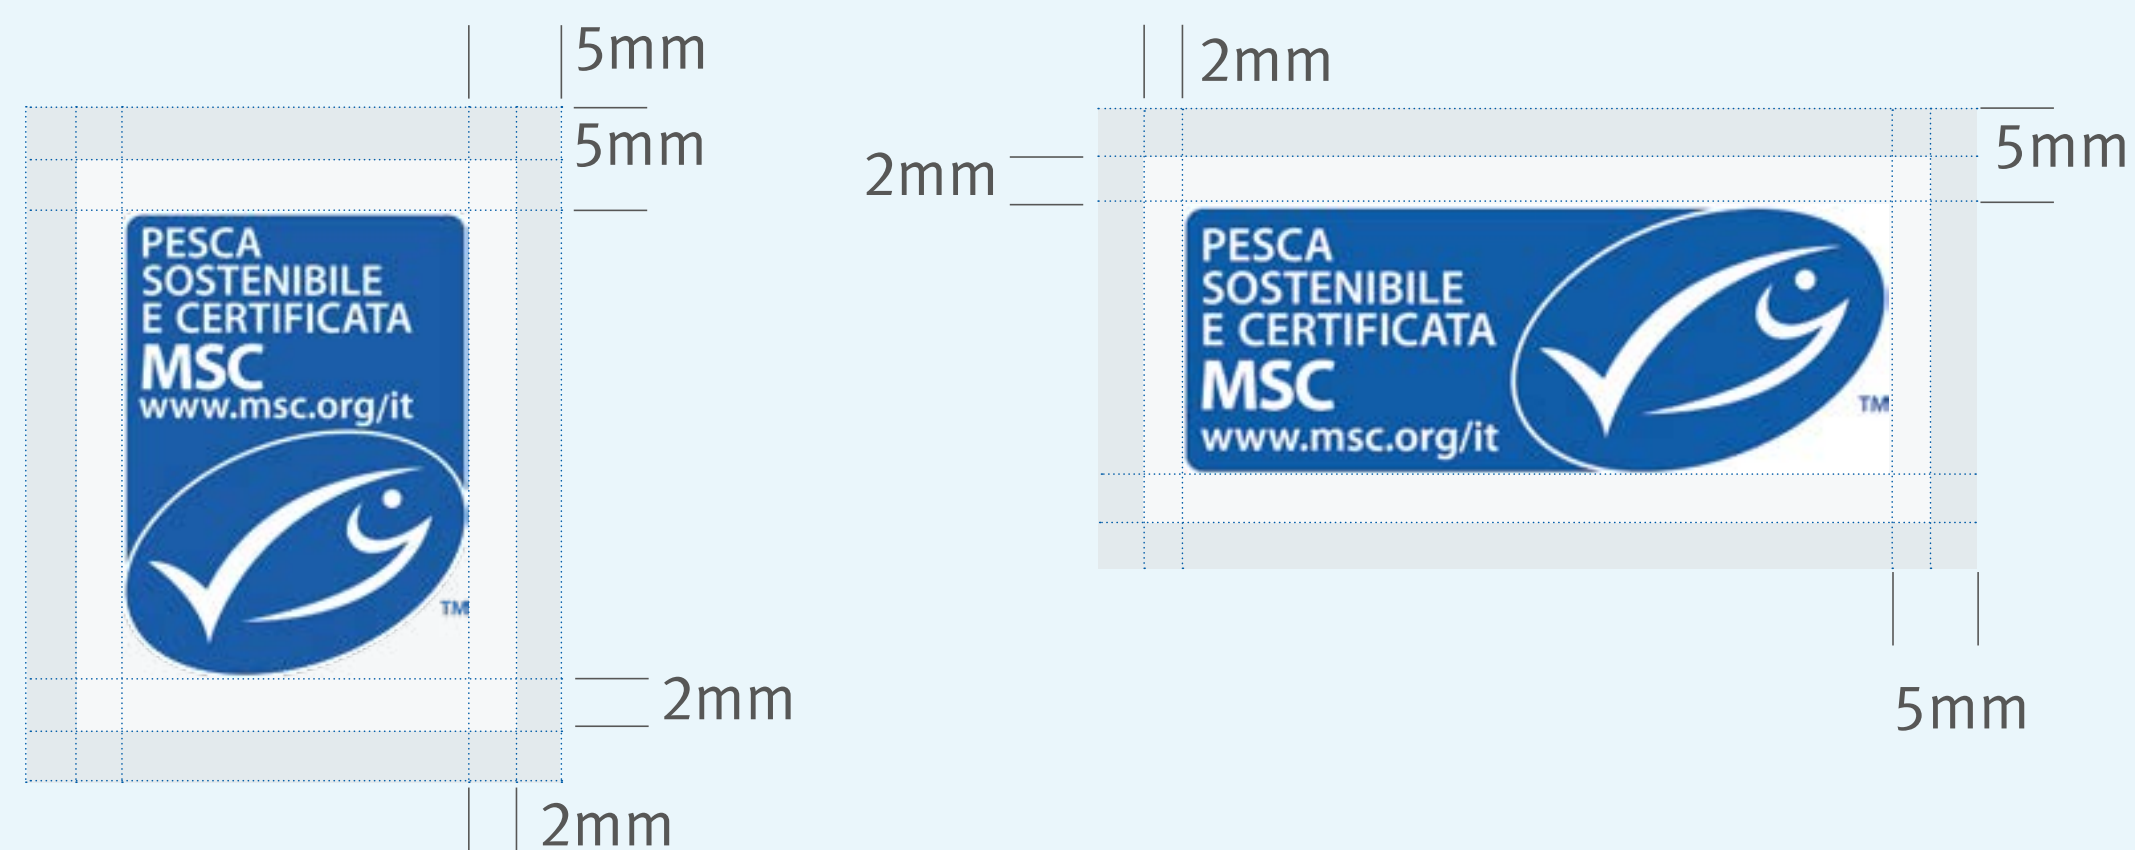 5mm
5mm
PESCA
SOSTENIBILE
E CERTIFICATA
MSC
www.msc.org/it
TM
2mm
2mm
2mm
2mm
5mm
PESCA
SOSTENIBILE
E CERTIFICATA
MSC
www.msc.org/it
TM
5mm